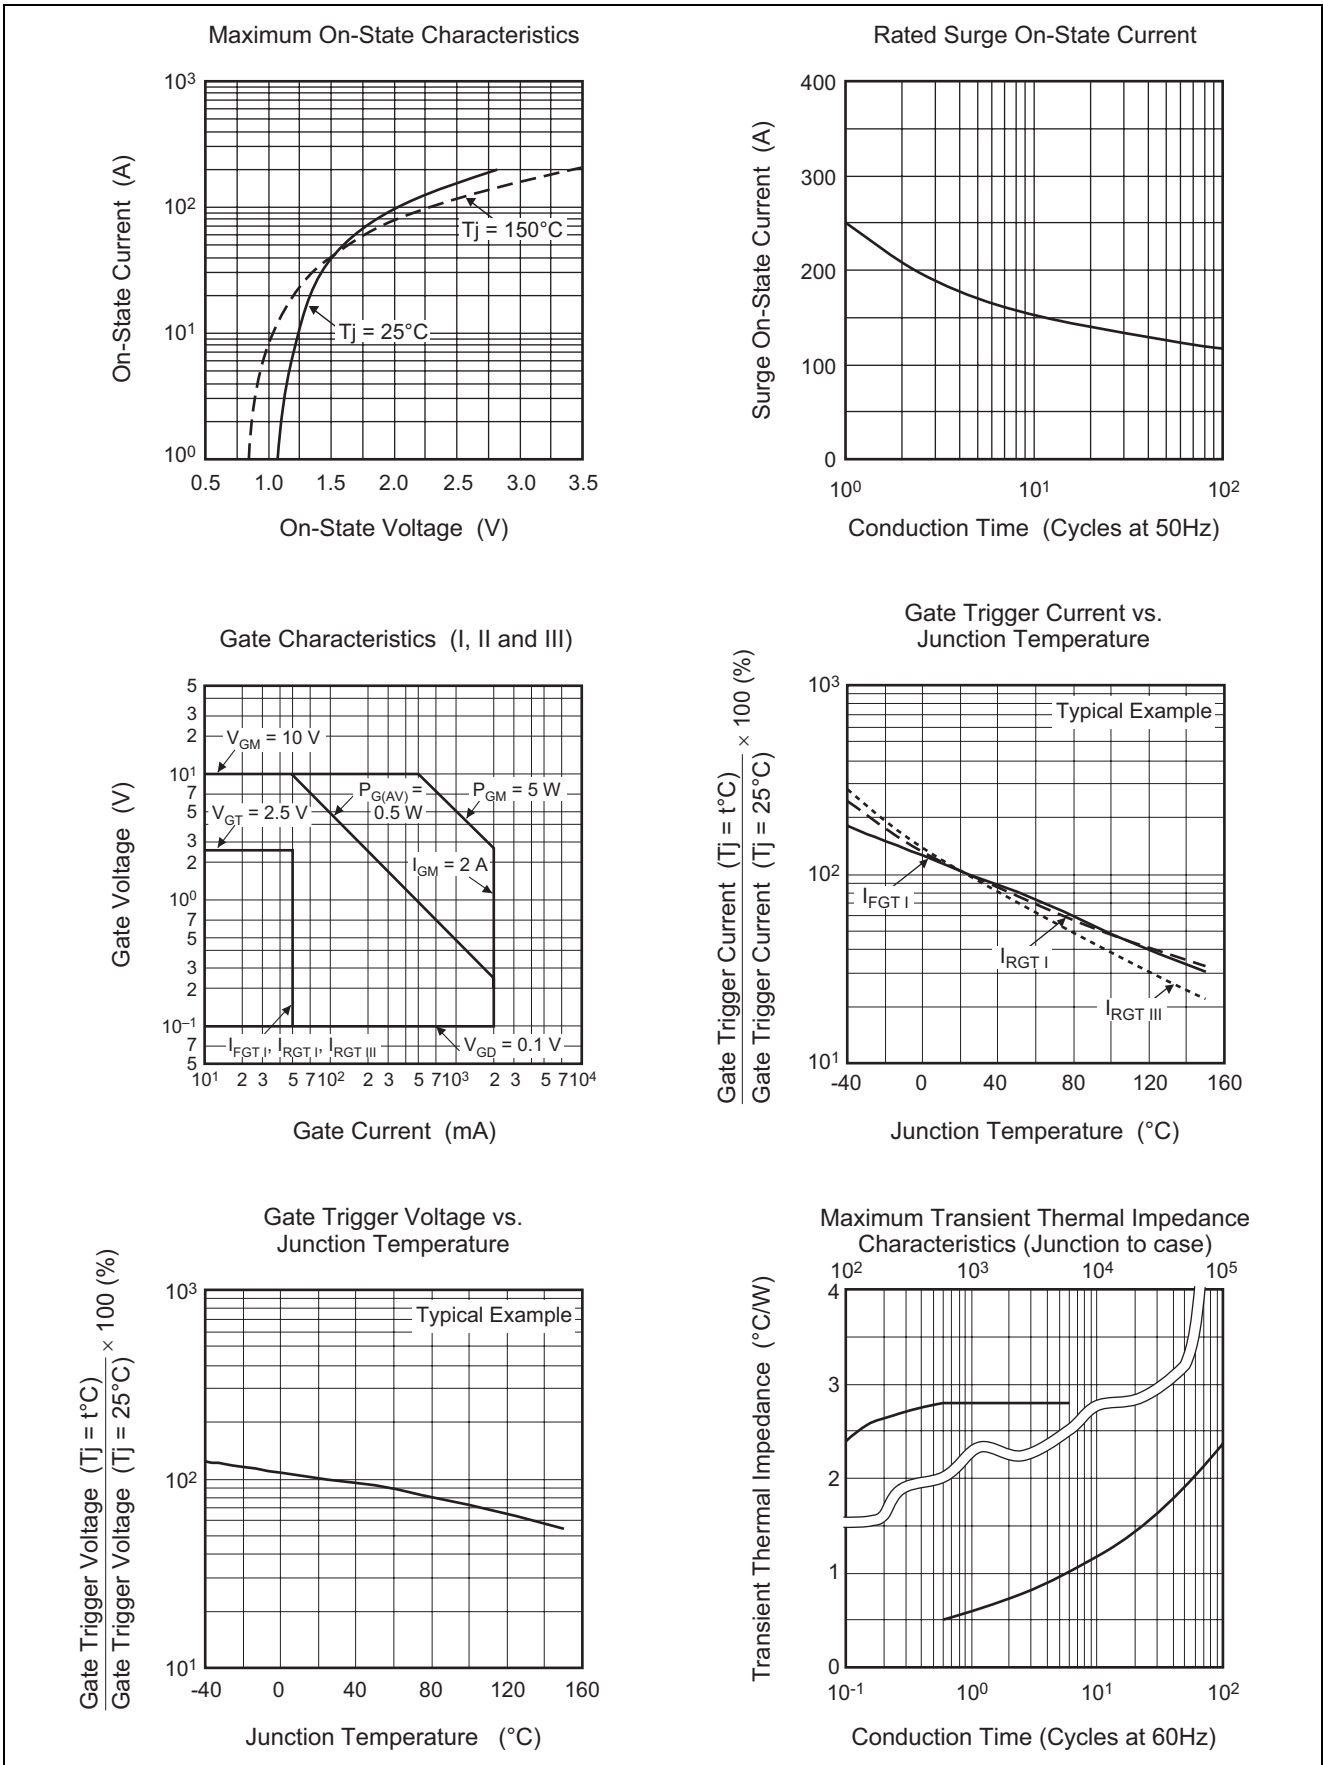 Maximum On-State Characteristics
On-State Current (A)
10³
10²
10¹
10⁰
Tj = 150°C
Tj = 25°C
0.5 1.0 1.5 2.0 2.5 3.0 3.5
On-State Voltage (V)
Rated Surge On-State Current
Surge On-State Current (A)
400
300
200
100
0
10⁰ 10¹ 10²
Conduction Time (Cycles at 50Hz)
Gate Characteristics (I, II and III)
Gate Voltage (V)
5
3
2
10¹
7
5
3
2
10⁰
7
5
3
2
10⁻¹
7
5
V_GM = 10 V
P_G(AV) =
0.5 W
P_GM = 5 W
V_GT = 2.5 V
I_GM = 2 A
I_FGT I, I_RGT I, I_RGT III
V_GD = 0.1 V
10¹ 2 3 5 710² 2 3 5 710³ 2 3 5 710⁴
Gate Current (mA)
Gate Trigger Current vs.
Junction Temperature
Gate Trigger Current (Tj = t°C)
Gate Trigger Current (Tj = 25°C)
× 100 (%)
10³
10²
10¹
Typical Example
I_FGT I
I_RGT I
I_RGT III
-40 0 40 80 120 160
Junction Temperature (°C)
Gate Trigger Voltage vs.
Junction Temperature
Gate Trigger Voltage (Tj = t°C)
Gate Trigger Voltage (Tj = 25°C)
× 100 (%)
10³
10²
10¹
Typical Example
-40 0 40 80 120 160
Junction Temperature (°C)
Maximum Transient Thermal Impedance
Characteristics (Junction to case)
10² 10³ 10⁴ 10⁵
Transient Thermal Impedance (°C/W)
4
3
2
1
0
10⁻¹ 10⁰ 10¹ 10²
Conduction Time (Cycles at 60Hz)